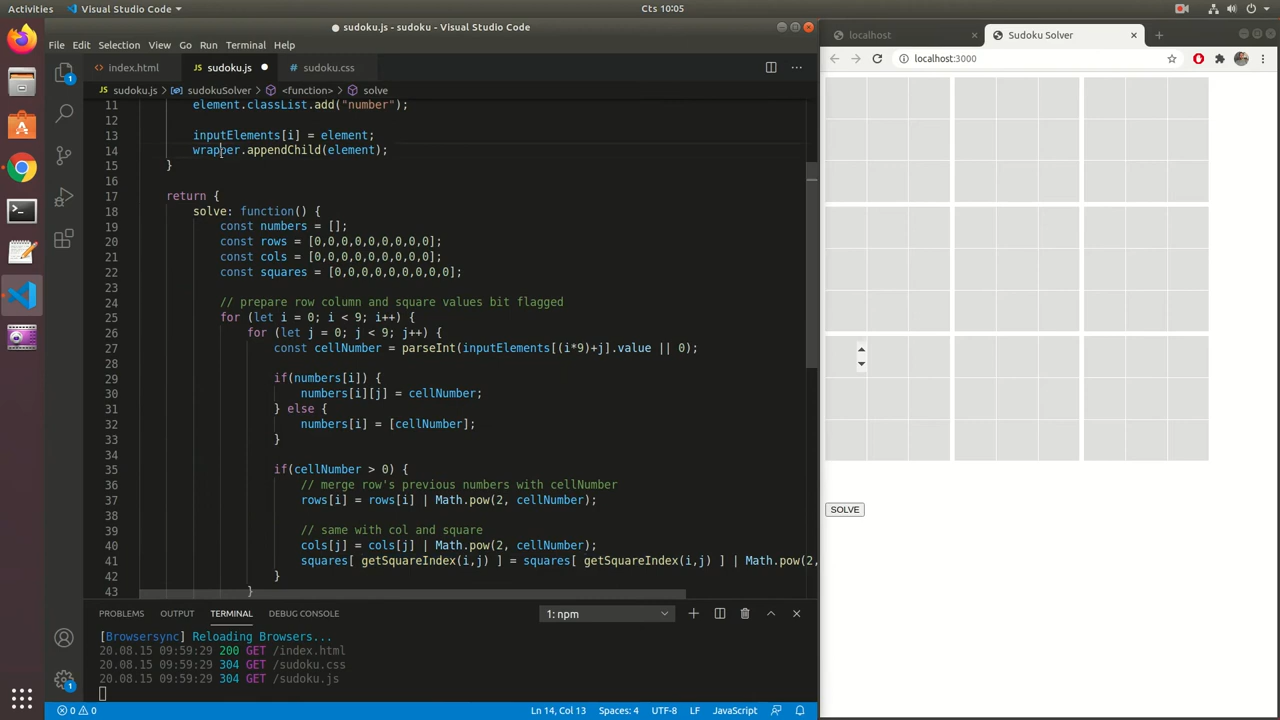 Activities
Visual Studio Code
Cts 10:05
sudoku.js - sudoku - Visual Studio Code
File Edit Selection View Go Run Terminal Help
index.html
sudoku.js
sudoku.css
sudoku.js > sudokuSolver > <function> > solve
11 element.classList.add("number");
12
13 inputElements[i] = element;
14 wrapper.appendChild(element);
15 }
16
17 return {
18 solve: function() {
19 const numbers = [];
20 const rows = [0,0,0,0,0,0,0,0,0];
21 const cols = [0,0,0,0,0,0,0,0,0];
22 const squares = [0,0,0,0,0,0,0,0,0];
23
24 // prepare row column and square values bit flagged
25 for (let i = 0; i < 9; i++) {
26 for (let j = 0; j < 9; j++) {
27 const cellNumber = parseInt(inputElements[(i*9)+j].value || 0);
28
29 if(numbers[i]) {
30 numbers[i][j] = cellNumber;
31 } else {
32 numbers[i] = [cellNumber];
33 }
34
35 if(cellNumber > 0) {
36 // merge row's previous numbers with cellNumber
37 rows[i] = rows[i] | Math.pow(2, cellNumber);
38
39 // same with col and square
40 cols[j] = cols[j] | Math.pow(2, cellNumber);
41 squares[ getSquareIndex(i,j) ] = squares[ getSquareIndex(i,j) ] | Math.pow(2,
42 }
43 }
PROBLEMS OUTPUT TERMINAL DEBUG CONSOLE
1: npm
[Browsersync] Reloading Browsers...
20.08.15 09:59:29 200 GET /index.html
20.08.15 09:59:29 304 GET /sudoku.css
20.08.15 09:59:29 304 GET /sudoku.js
0 0
Ln 14, Col 13 Spaces: 4 UTF-8 LF JavaScript
1
1
localhost
Sudoku Solver
localhost:3000
SOLVE